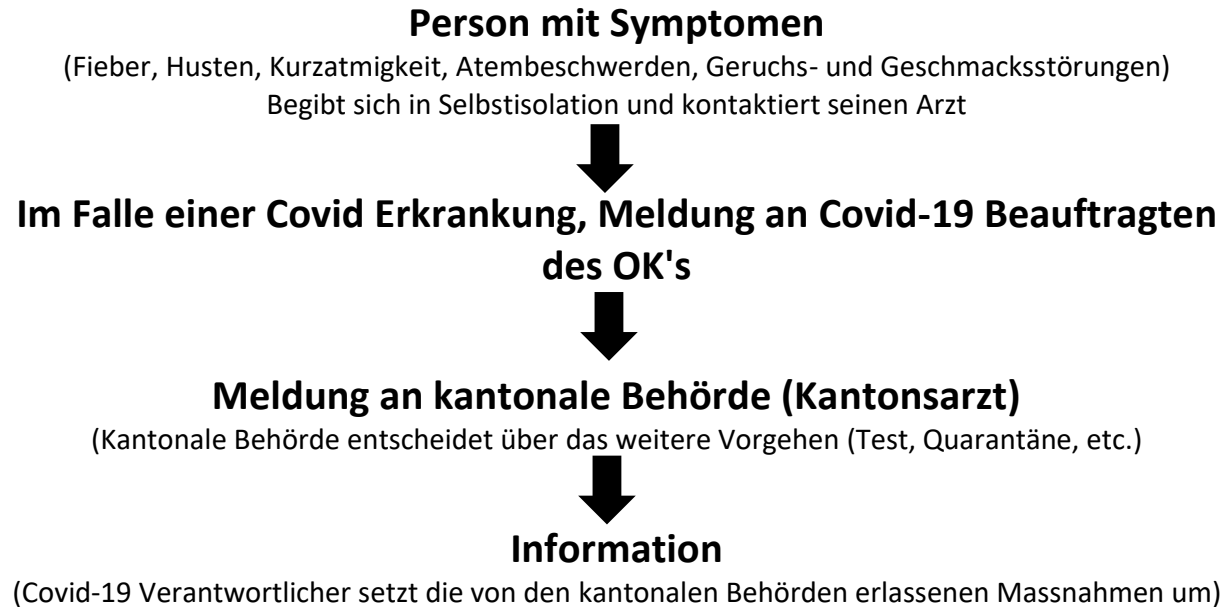 Person mit Symptomen
(Fieber, Husten, Kurzatmigkeit, Atembeschwerden, Geruchs- und Geschmacksstörungen)
Begibt sich in Selbstisolation und kontaktiert seinen Arzt
Im Falle einer Covid Erkrankung, Meldung an Covid-19 Beauftragten
des OK's
Meldung an kantonale Behörde (Kantonsarzt)
(Kantonale Behörde entscheidet über das weitere Vorgehen (Test, Quarantäne, etc.)
Information
(Covid-19 Verantwortlicher setzt die von den kantonalen Behörden erlassenen Massnahmen um)